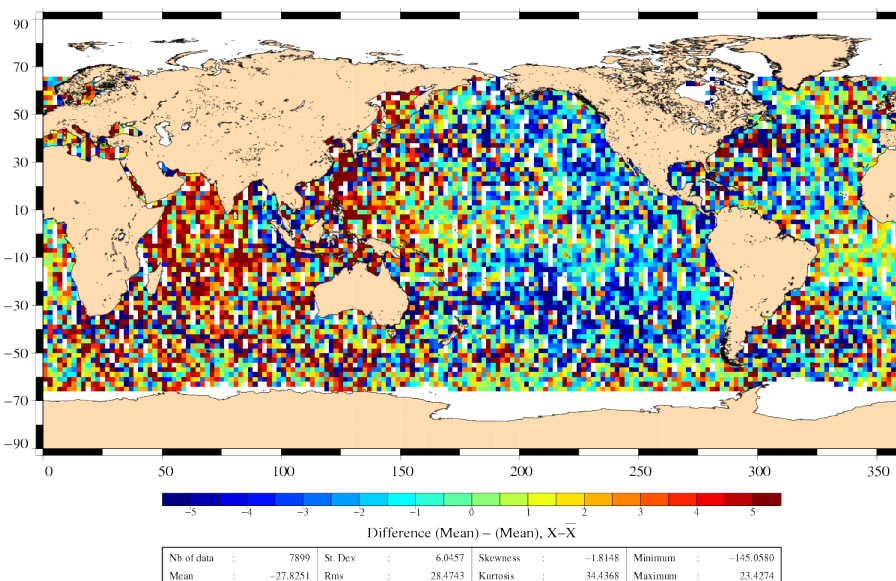 90
70
50
30
10
−10
−30
−50
−70
−90
0 50 100 150 200 250 300 350
−5 −4 −3 −2 −1 0 1 2 3 4 5
Difference (Mean) − (Mean), X−X̅
Nb of data : 7899 St. Dev : 6.0457 Skewness : −1.8148 Minimum : −145.0580
Mean : −27.8251 Rms : 28.4743 Kurtosis : 34.4368 Maximum : 23.4274